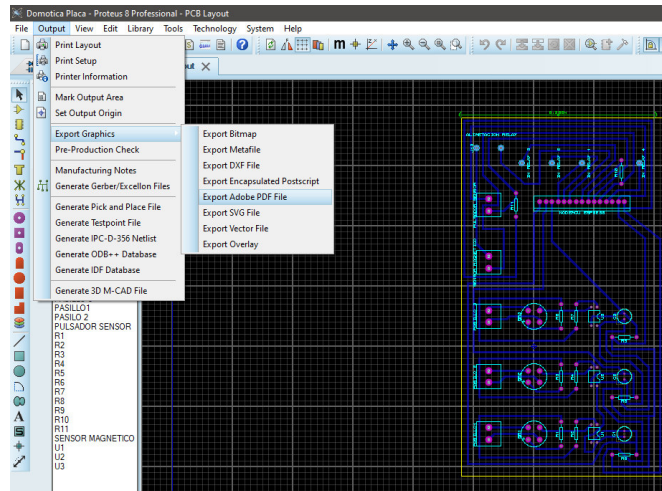 Domotica Placa - Proteus 8 Professional - PCB Layout
File Output View Edit Library Tools Technology System Help
Print Layout
Print Setup
Printer Information
Mark Output Area
Set Output Origin
Export Graphics
Pre-Production Check
Manufacturing Notes
Generate Gerber/Excellon Files
Generate Pick and Place File
Generate Testpoint File
Generate IPC-D-356 Netlist
Generate ODB++ Database
Generate IDF Database
Generate 3D M-CAD File
Export Bitmap
Export Metafile
Export DXF File
Export Encapsulated Postscript
Export Adobe PDF File
Export SVG File
Export Vector File
Export Overlay
PASILLO1
PASILO 2
PULSADOR SENSOR
R1
R2
R3
R4
R5
R6
R7
R8
R9
R10
R11
SENSOR MAGNETICO
U1
U2
U3